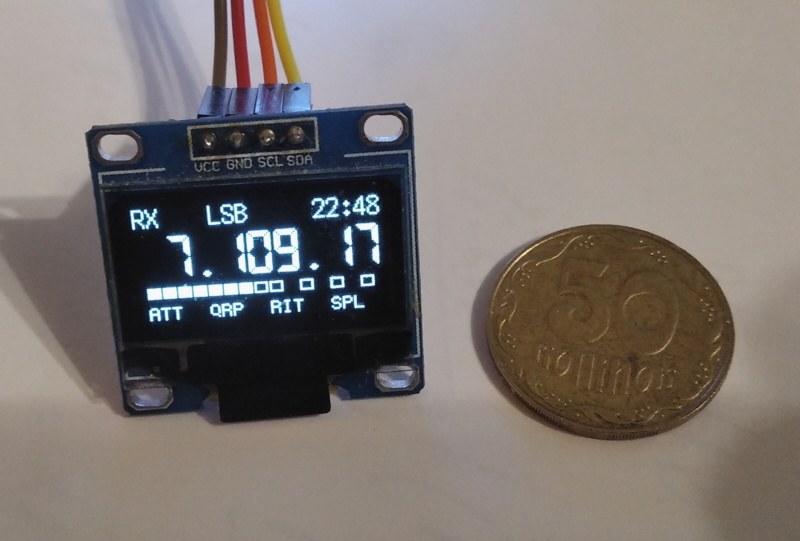 VCC GND SCL SDA
RX LSB 22:48
7.109.17
ATT QRP RIT SPL
50
копійок